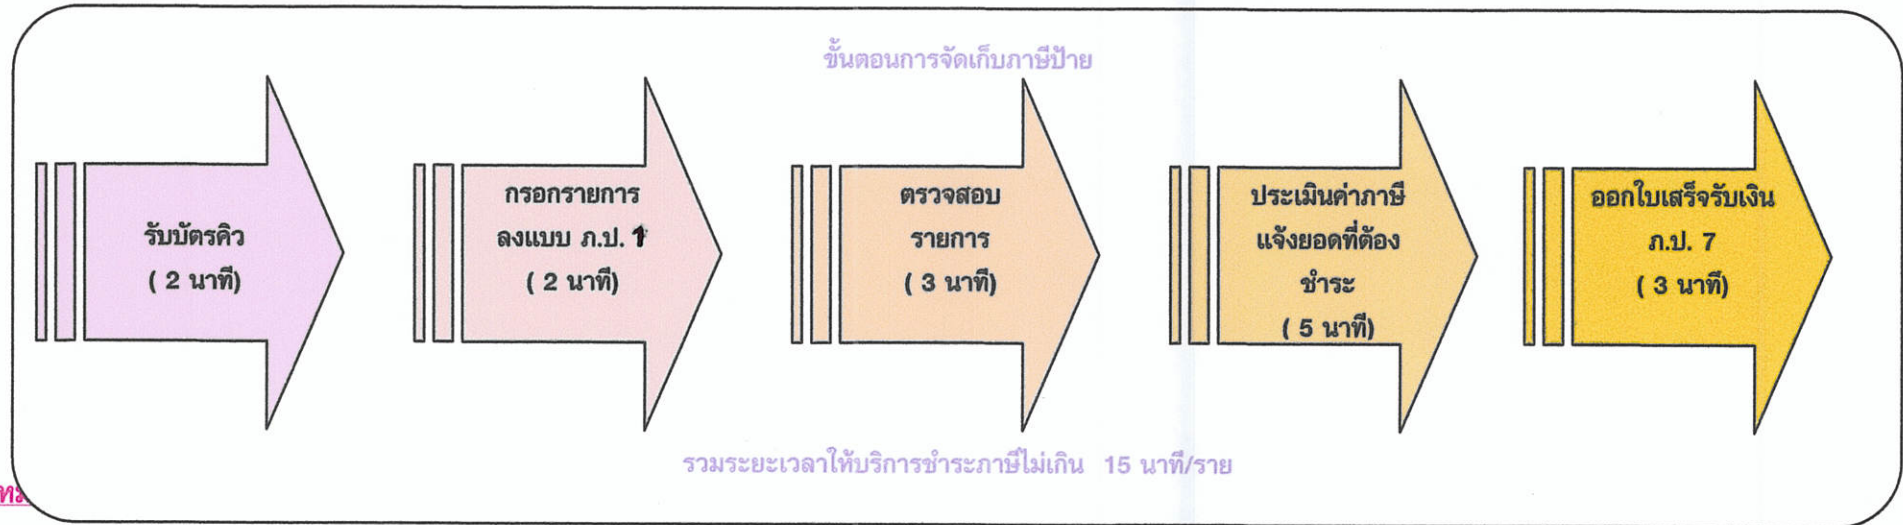 ขั้นตอนการจัดเก็บภาษีป้าย
รับบัตรคิว
( 2 นาที)
กรอกรายการ
ลงแบบ ภ.ป. 1
( 2 นาที)
ตรวจสอบ
รายการ
( 3 นาที)
ประเมินค่าภาษี
แจ้งยอดที่ต้อง
ชำระ
( 5 นาที)
ออกใบเสร็จรับเงิน
ภ.ป. 7
( 3 นาที)
รวมระยะเวลาให้บริการชำระภาษีไม่เกิน 15 นาที/ราย